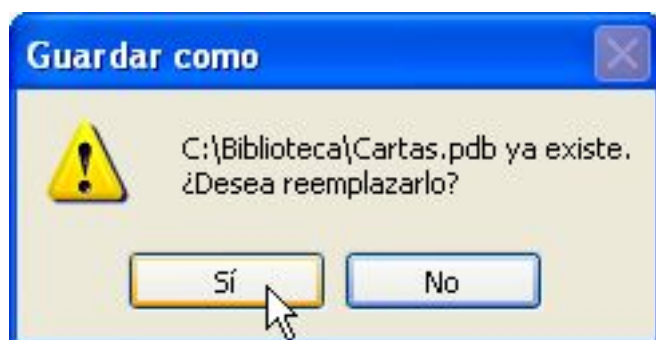 Guardar como
C:\Biblioteca\Cartas.pdb ya existe.
¿Desea reemplazarlo?
Sí
No